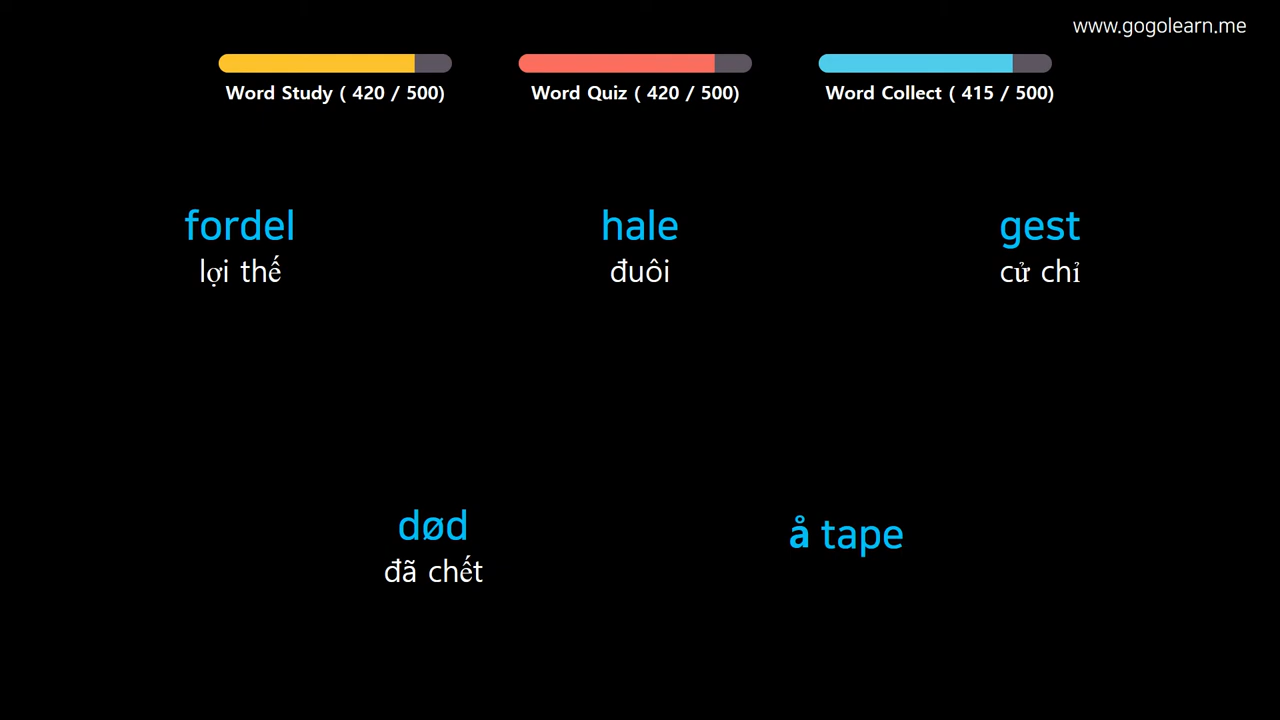 www.gogolearn.me
Word Study ( 420 / 500)
Word Quiz ( 420 / 500)
Word Collect ( 415 / 500)
fordel
lợi thế
hale
đuôi
gest
cử chỉ
død
đã chết
å tape